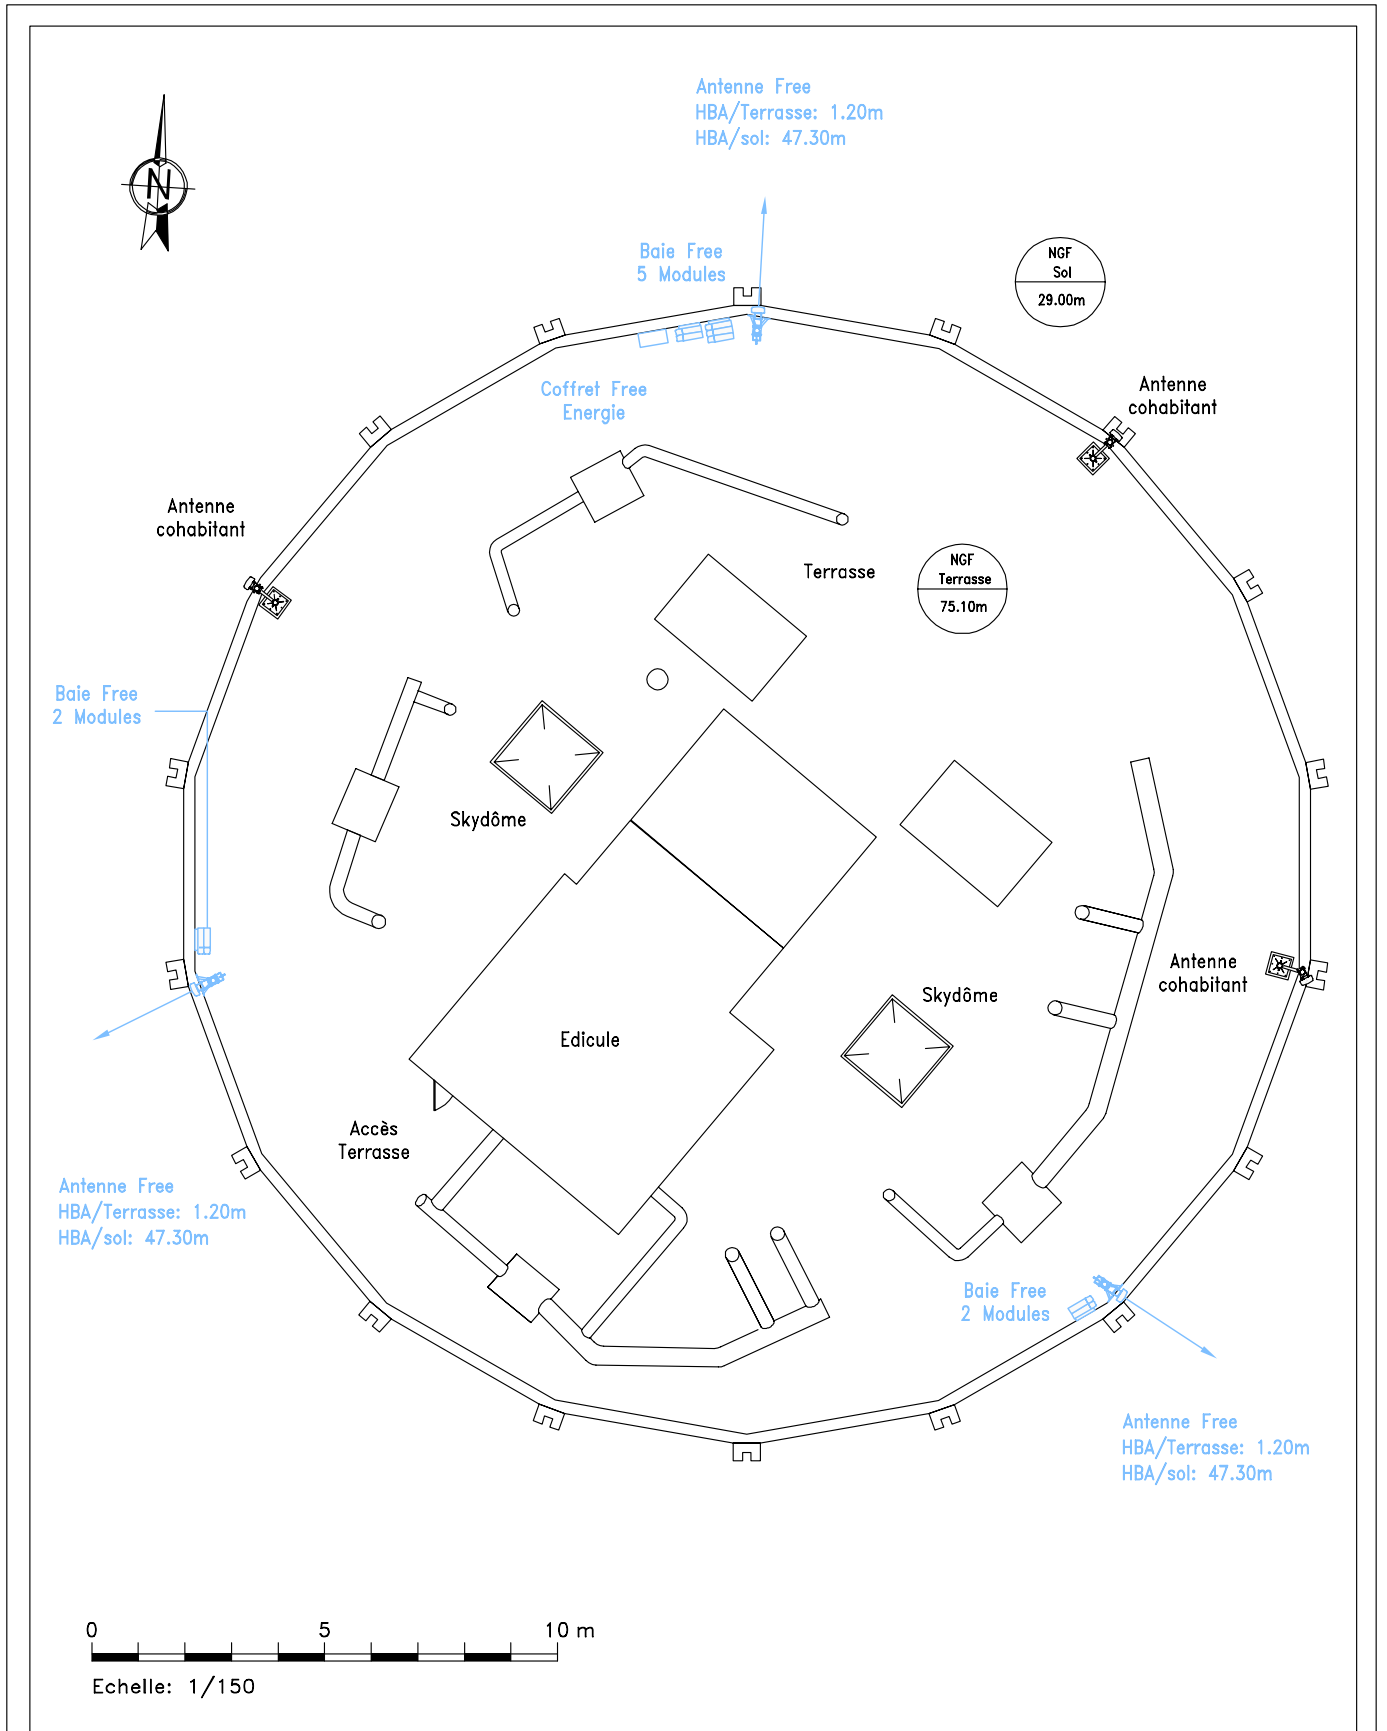 Antenne Free
HBA/Terrasse: 1.20m
HBA/sol: 47.30m
N
Baie Free
5 Modules
NGF
Sol
29.00m
Coffret Free
Energie
Antenne
cohabitant
Antenne
cohabitant
Terrasse
NGF
Terrasse
75.10m
Baie Free
2 Modules
Skydôme
Antenne
cohabitant
Skydôme
Edicule
Accès
Terrasse
Antenne Free
HBA/Terrasse: 1.20m
HBA/sol: 47.30m
Baie Free
2 Modules
Antenne Free
HBA/Terrasse: 1.20m
HBA/sol: 47.30m
0 5 10 m
Echelle: 1/150